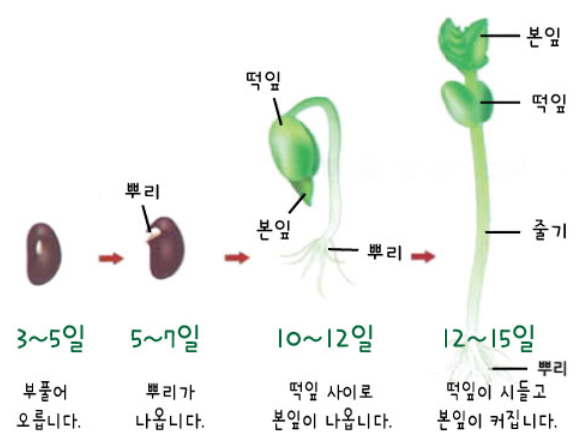 본잎
떡잎
떡잎
뿌리
본잎
뿌리
줄기
3~5일
5~7일
10~12일
12~15일
뿌리
부풀어
오릅니다.
뿌리가
나옵니다.
떡잎 사이로
본잎이 나옵니다.
떡잎이 시들고
본잎이 커집니다.